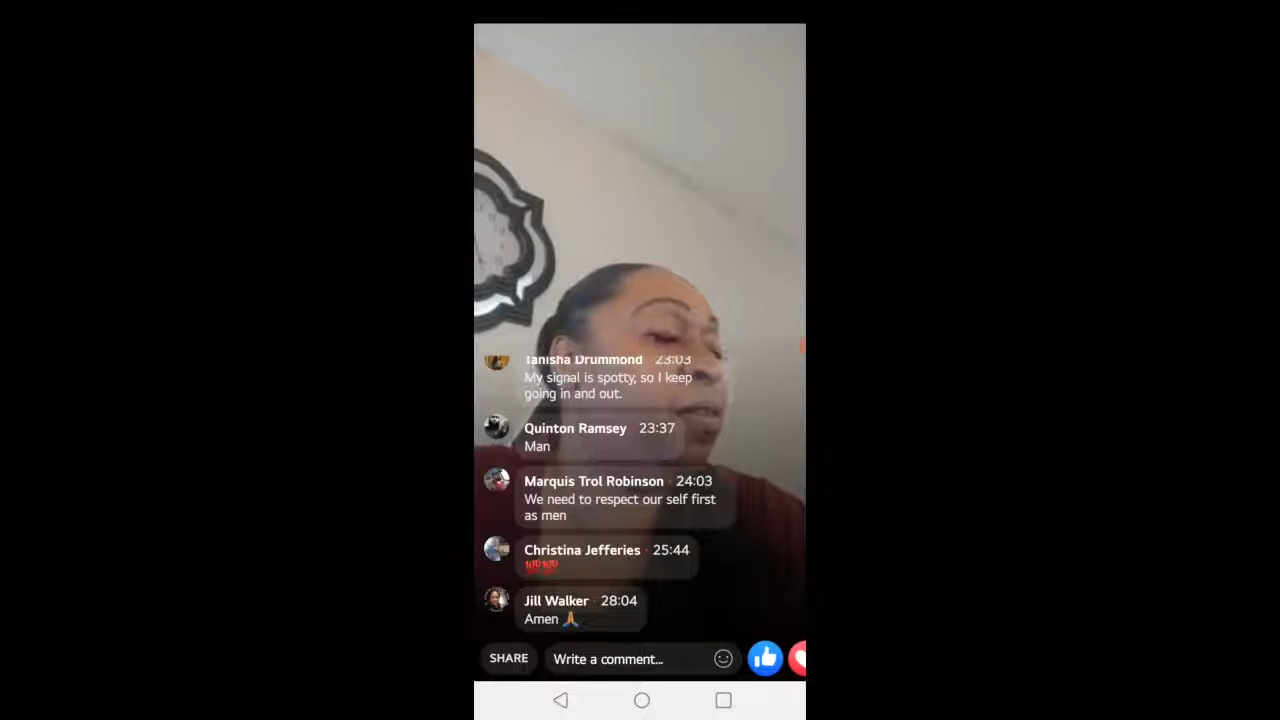 Tanisha Drummond 23:03
My signal is spotty, so I keep
going in and out.
Quinton Ramsey · 23:37
Man
Marquis Trol Robinson · 24:03
We need to respect our self first
as men
Christina Jefferies · 25:44
💯💯
Jill Walker · 28:04
Amen 🙏
SHARE
Write a comment...